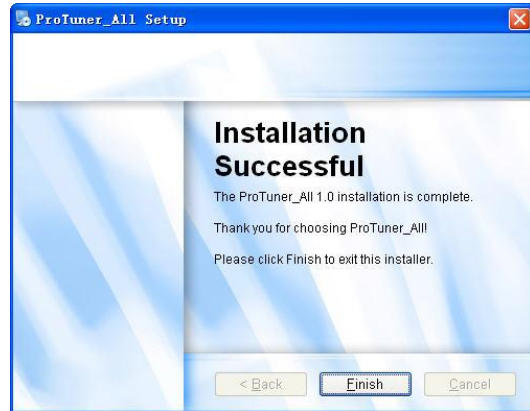 ProTuner_All Setup
Installation
Successful
The ProTuner_All 1.0 installation is complete.
Thank you for choosing ProTuner_All!
Please click Finish to exit this installer.
< Back
Finish
Cancel